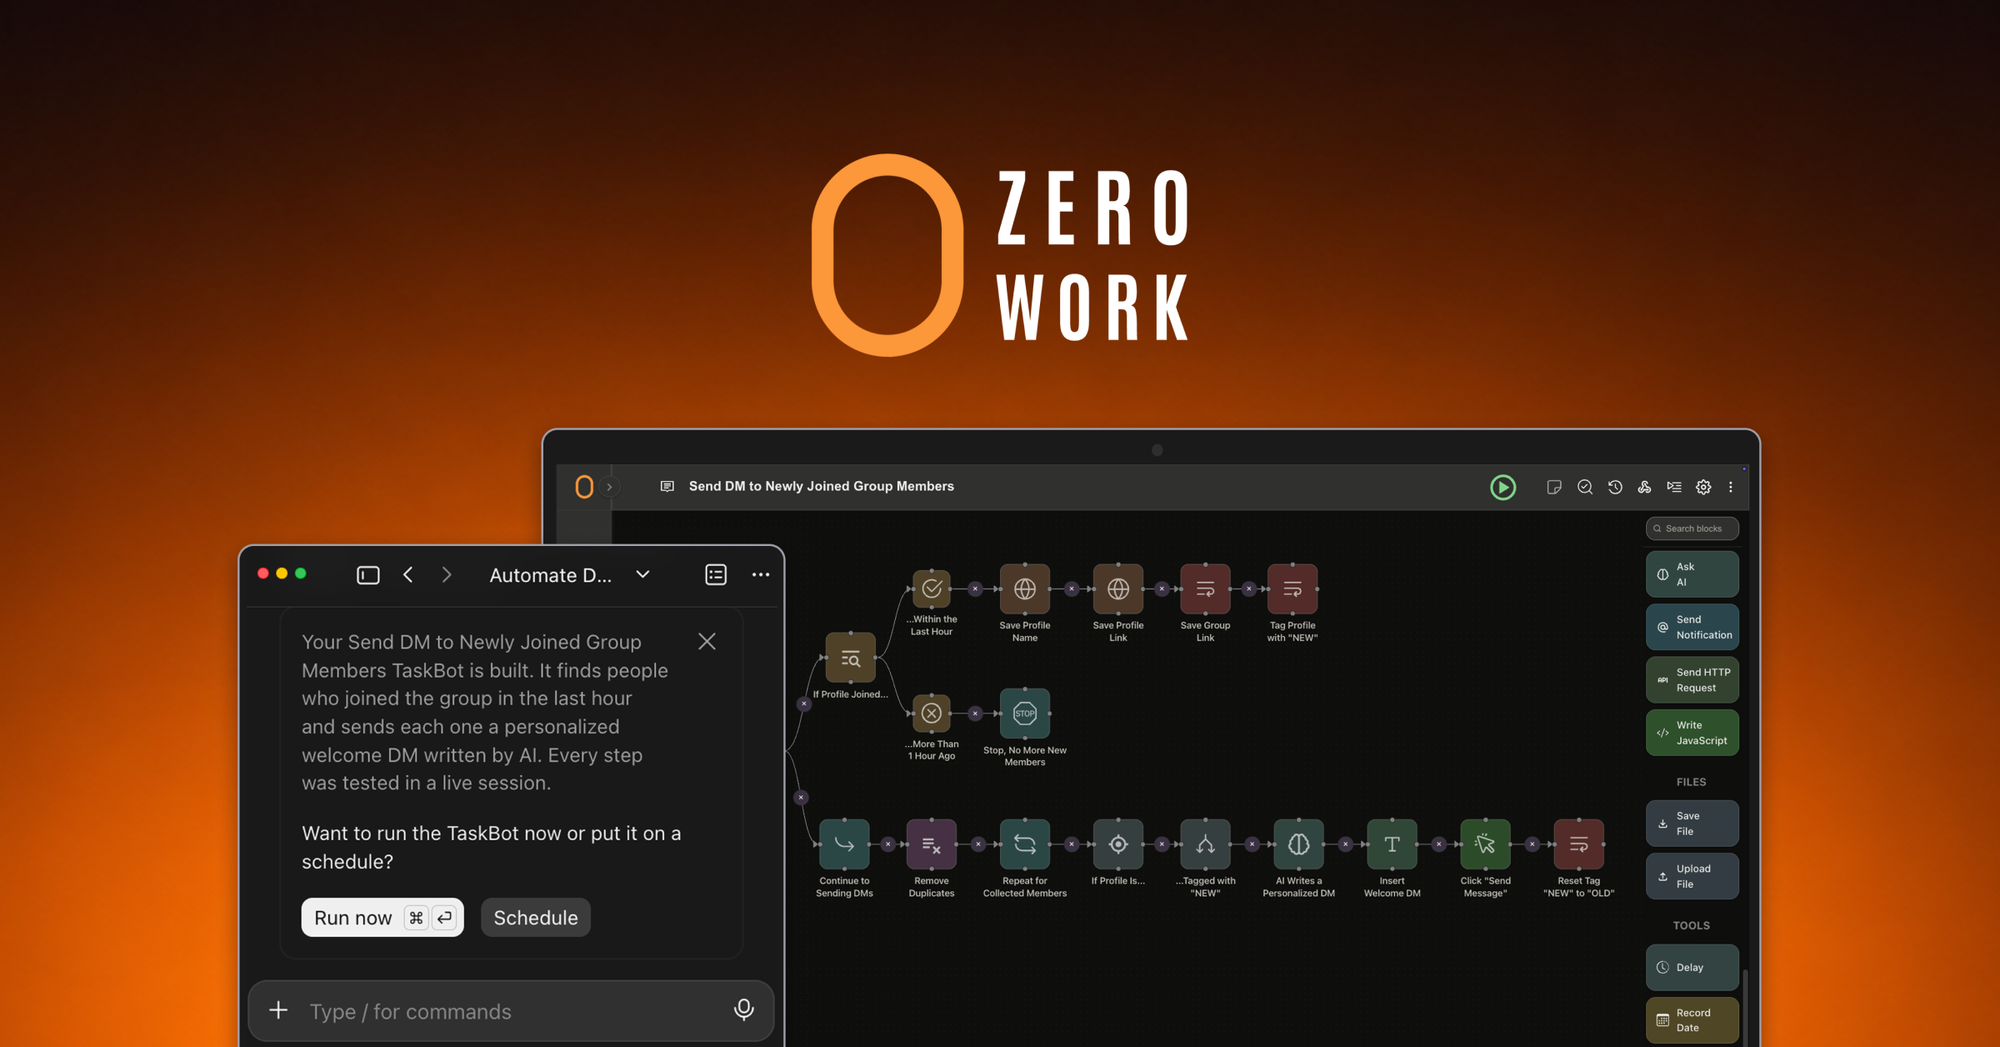 ZERO
WORK
Send DM to Newly Joined Group Members
Search blocks
Ask
AI
Send
Notification
API
Send HTTP
Request
</>
Write
JavaScript
FILES
Save
File
Upload
File
TOOLS
Delay
Record
Date
If Profile Joined...
...Within the
Last Hour
Save Profile
Name
Save Profile
Link
Save Group
Link
Tag Profile
with "NEW"
...More Than
1 Hour Ago
STOP
Stop, No More New
Members
Continue to
Sending DMs
Remove
Duplicates
Repeat for
Collected Members
If Profile Is...
...Tagged with
"NEW"
AI Writes a
Personalized DM
T
Insert
Welcome DM
Click "Send
Message"
Reset Tag
"NEW" to "OLD"
Automate D...
Your Send DM to Newly Joined Group
Members TaskBot is built. It finds people
who joined the group in the last hour
and sends each one a personalized
welcome DM written by AI. Every step
was tested in a live session.
Want to run the TaskBot now or put it on a
schedule?
Run now ⌘ ↩
Schedule
Type / for commands